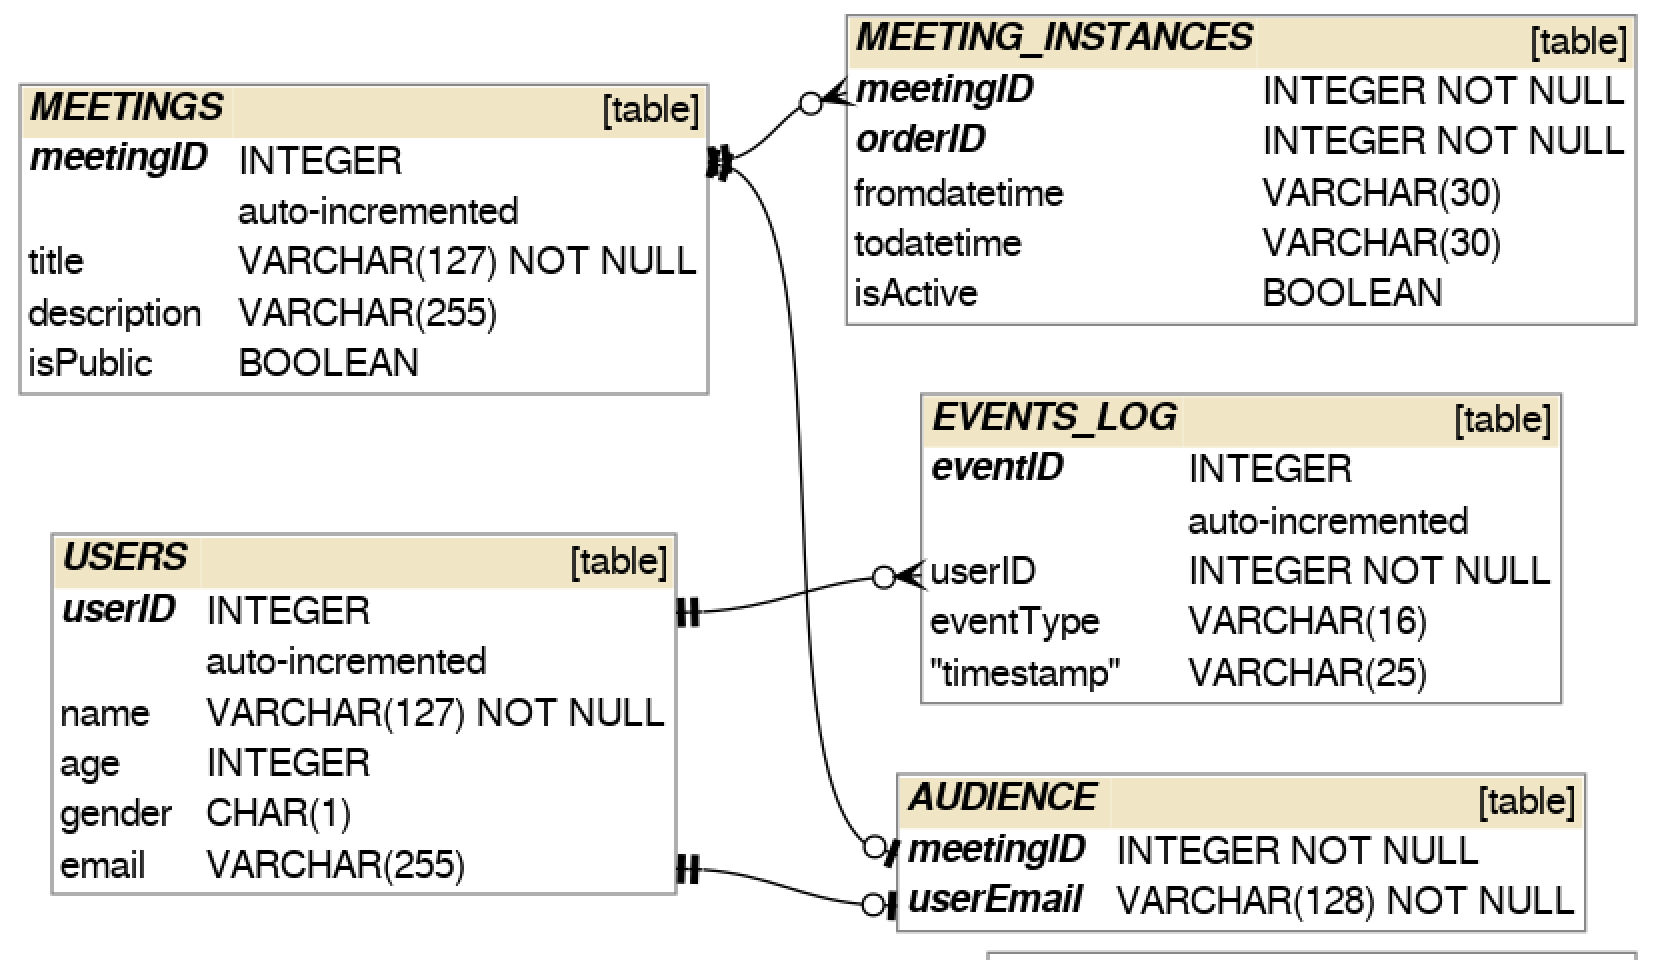 MEETINGS [table]
meetingID INTEGER
auto-incremented
title VARCHAR(127) NOT NULL
description VARCHAR(255)
isPublic BOOLEAN
MEETING_INSTANCES [table]
meetingID INTEGER NOT NULL
orderID INTEGER NOT NULL
fromdatetime VARCHAR(30)
todatetime VARCHAR(30)
isActive BOOLEAN
EVENTS_LOG [table]
eventID INTEGER
auto-incremented
userID INTEGER NOT NULL
eventType VARCHAR(16)
"timestamp" VARCHAR(25)
USERS [table]
userID INTEGER
auto-incremented
name VARCHAR(127) NOT NULL
age INTEGER
gender CHAR(1)
email VARCHAR(255)
AUDIENCE [table]
meetingID INTEGER NOT NULL
userEmail VARCHAR(128) NOT NULL